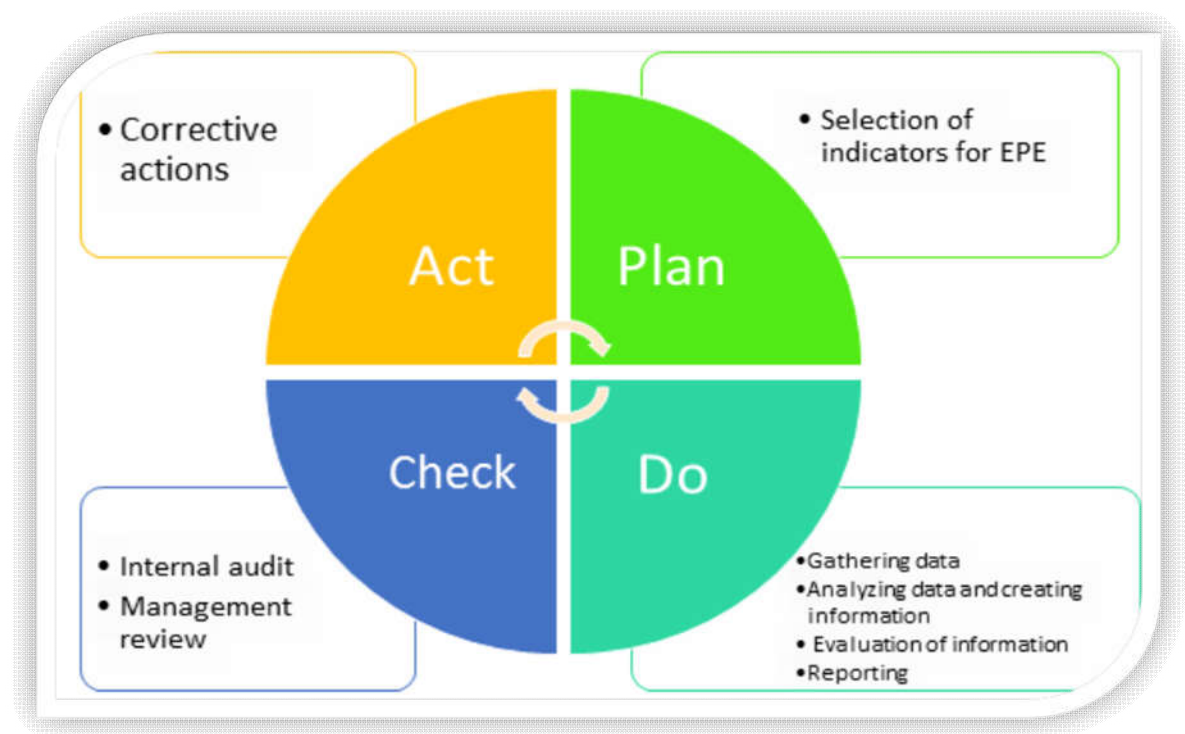 • Corrective
actions
Act
Plan
• Selection of
indicators for EPE
Check
• Internal audit
• Management
review
Do
•Gathering data
•Analyzing data and creating
information
• Evaluation of information
•Reporting